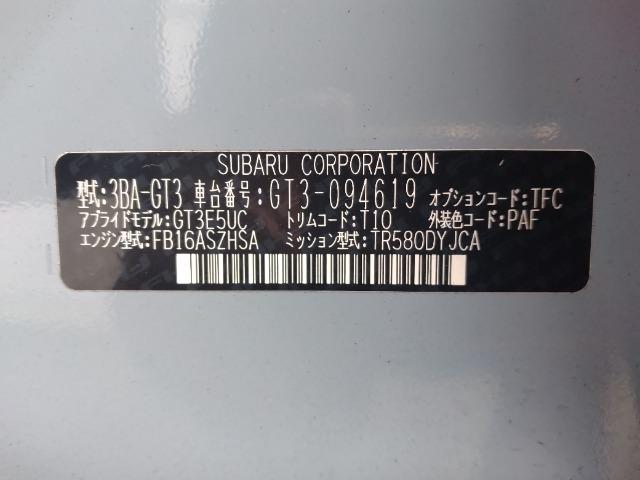 SUBARU CORPORATION
型式:3BA-GT3 車台番号:GT3-094619 オプションコード:TFC
アプライドモデル:GT3E5UC トリムコード:T10 外装色コード:PAF
エンジン型式:FB16ASZHSA ミッション型式:TR580DYJCA